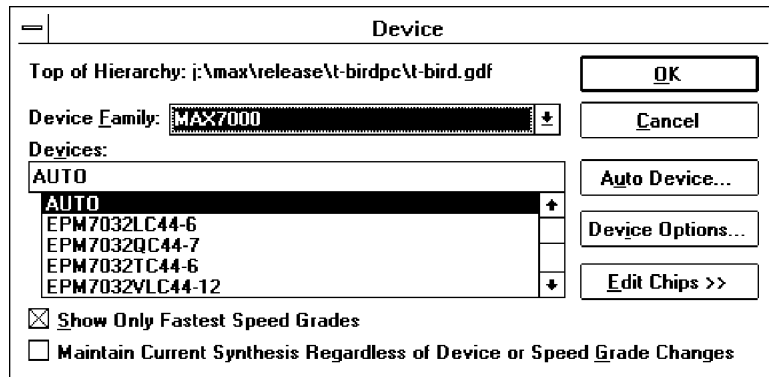 Device
Top of Hierarchy: j:\max\release\t-birdpc\t-bird.gdf
OK
Device Family: MAX7000
Cancel
Devices:
AUTO
Auto Device...
AUTO
EPM7032LC44-6
EPM7032QC44-7
EPM7032TC44-6
EPM7032VLC44-12
Device Options...
Edit Chips >>
Show Only Fastest Speed Grades
Maintain Current Synthesis Regardless of Device or Speed Grade Changes